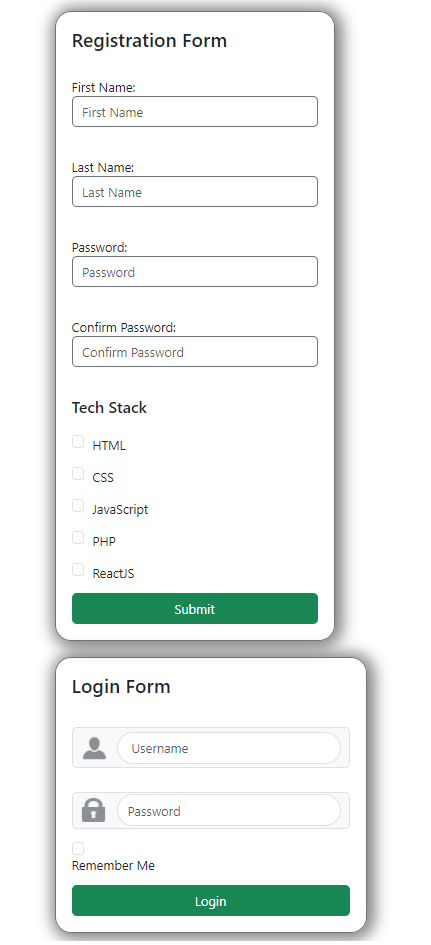 Registration Form
First Name:
First Name
Last Name:
Last Name
Password:
Password
Confirm Password:
Confirm Password
Tech Stack
HTML
CSS
JavaScript
PHP
ReactJS
Submit
Login Form
Username
Password
Remember Me
Login